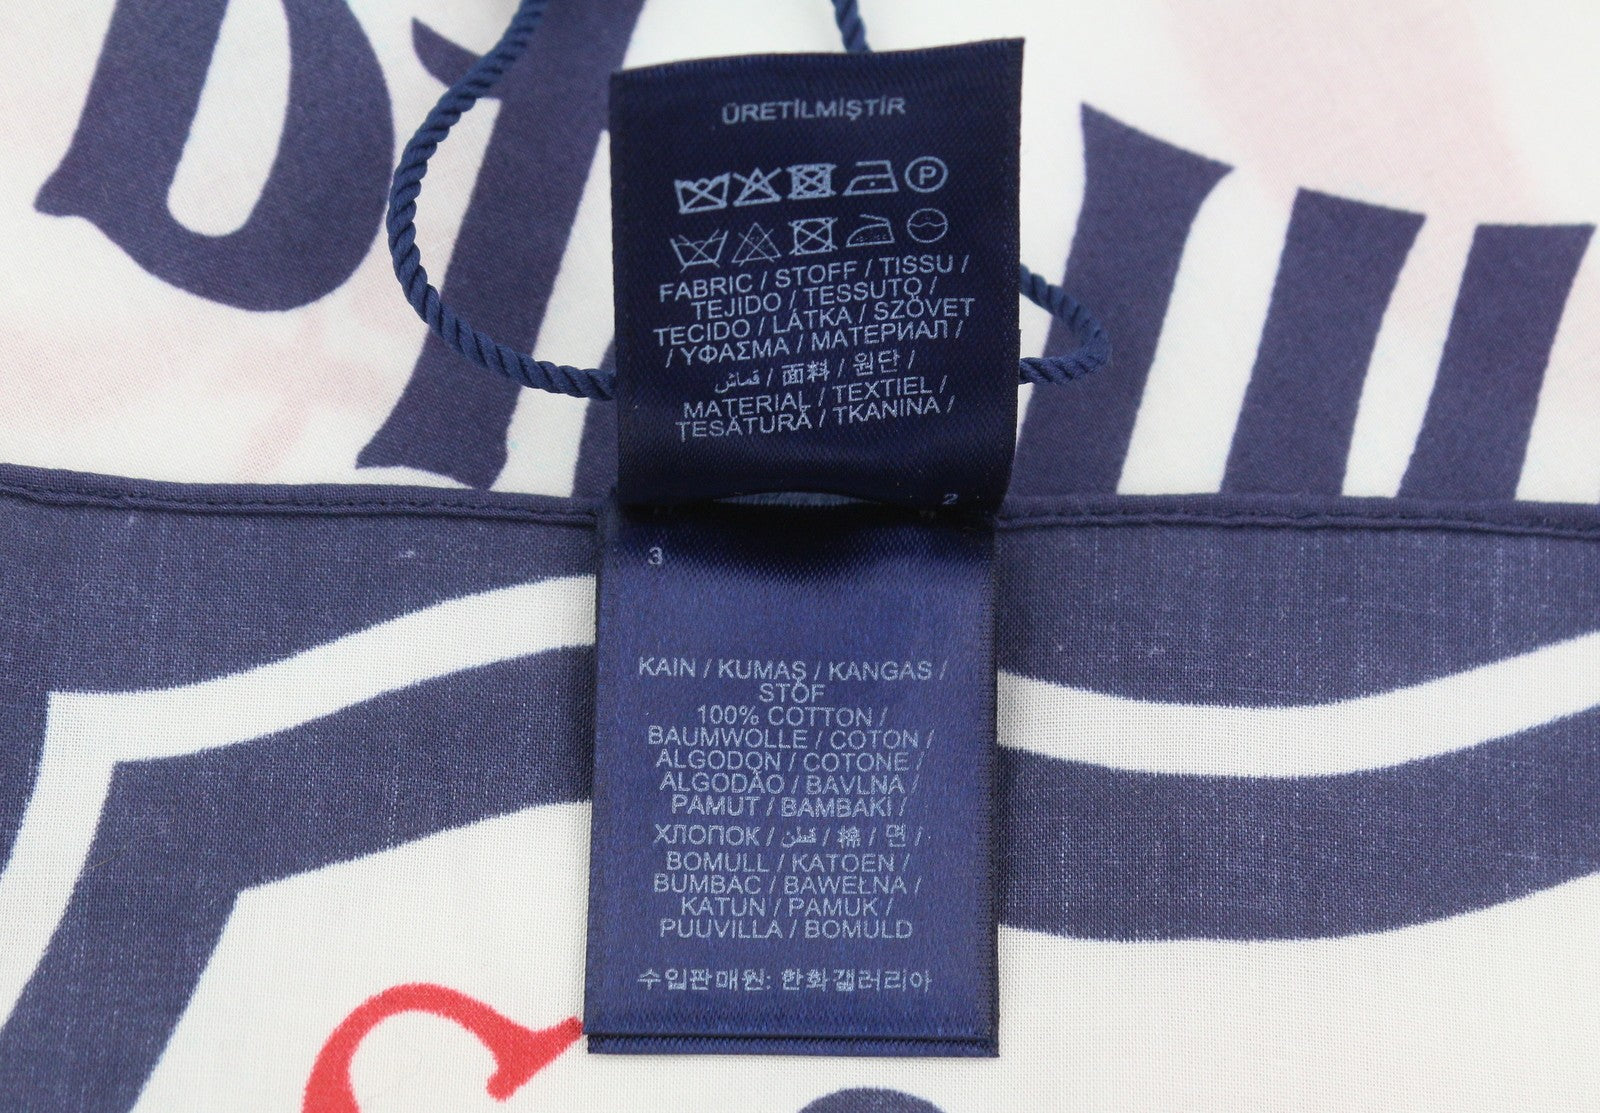 ÜRETİLMİŞTİR
P
FABRIC / STOFF / TISSU /
TEJIDO / TESSUTO /
TECIDO / LÁTKA / SZÖVET
/ ΥΦΑΣΜΑ / МАТЕРИАЛ /
قماش / 面料 / 원단 /
MATERIAL / TEXTIEL /
TESÁTURÁ / TKANINA /
2
3
KAIN / KUMAŞ / KANGAS /
STOF
100% COTTON /
BAUMWOLLE / COTON /
ALGODON / COTONE /
ALGODÃO / BAVLNA /
PAMUT / BAMBAKI /
ХЛОПОК / قطن / 棉 / 면 /
BOMULL / KATOEN /
BUMBAC / BAWEŁNA /
KATUN / PAMUK /
PUUVILLA / BOMULD
수입판매원: 한화갤러리아